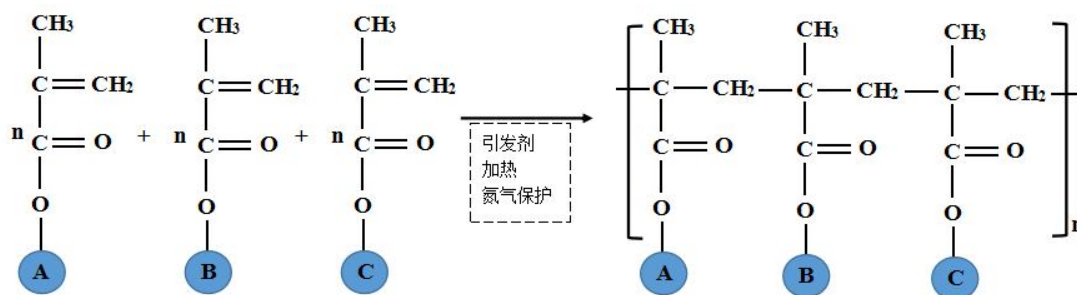 CH3 CH3 CH3 CH3 CH3 CH3
C CH2 C CH2 C CH2 C CH2 C CH2 C CH2
n C O + n C O + n C O C O C O C O
引发剂
加热
氮气保护
O O O O O O n
A B C A B C